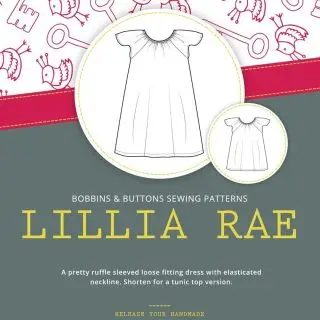 BOBBINS & BUTTONS SEWING PATTERNS
LILLIA RAE
A pretty ruffle sleeved loose fitting dress with elasticated
neckline. Shorten for a tunic top version.
RELEASE YOUR HANDMADE